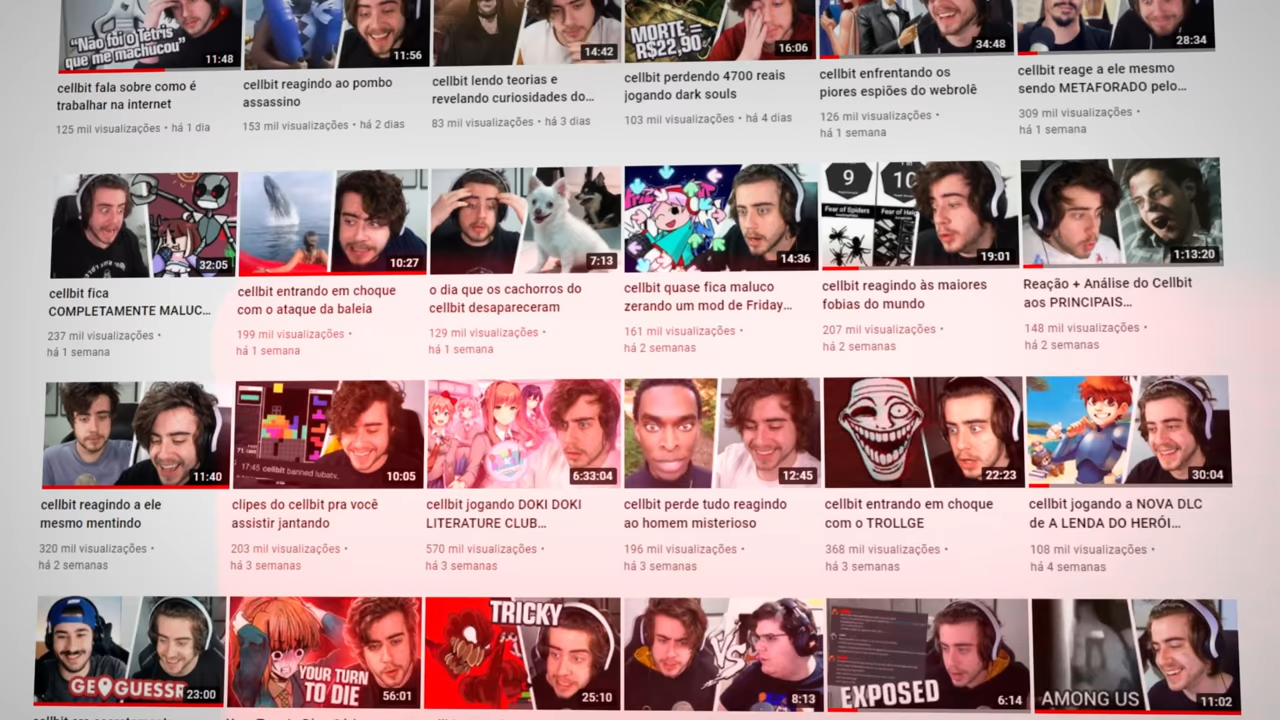 "Não foi o Tetris
que me machucou"
11:48
11:56
14:42
MORTE =
R$22,90
16:06
34:48
28:34
cellbit fala sobre como é
trabalhar na internet
125 mil visualizações • há 1 dia
cellbit reagindo ao pombo
assassino
153 mil visualizações • há 2 dias
cellbit lendo teorias e
revelando curiosidades do...
83 mil visualizações • há 3 dias
cellbit perdendo 4700 reais
jogando dark souls
103 mil visualizações • há 4 dias
cellbit enfrentando os
piores espiões do webrolê
126 mil visualizações •
há 1 semana
cellbit reage a ele mesmo
sendo METAFORADO pelo...
309 mil visualizações •
há 1 semana
32:05
10:27
7:13
14:36
9
10
Fear of Spiders
19:01
1:13:20
cellbit fica
COMPLETAMENTE MALUC...
237 mil visualizações •
há 1 semana
cellbit entrando em choque
com o ataque da baleia
199 mil visualizações •
há 1 semana
o dia que os cachorros do
cellbit desapareceram
129 mil visualizações •
há 1 semana
cellbit quase fica maluco
zerando um mod de Friday...
161 mil visualizações •
há 2 semanas
cellbit reagindo às maiores
fobias do mundo
207 mil visualizações •
há 2 semanas
Reação + Análise do Cellbit
aos PRINCIPAIS...
148 mil visualizações •
há 2 semanas
11:40
17:45 cellbit banned lubatv
10:05
6:33:04
12:45
22:23
30:04
cellbit reagindo a ele
mesmo mentindo
320 mil visualizações •
há 2 semanas
clipes do cellbit pra você
assistir jantando
203 mil visualizações •
há 3 semanas
cellbit jogando DOKI DOKI
LITERATURE CLUB...
570 mil visualizações •
há 3 semanas
cellbit perde tudo reagindo
ao homem misterioso
196 mil visualizações •
há 3 semanas
cellbit entrando em choque
com o TROLLGE
368 mil visualizações •
há 3 semanas
cellbit jogando a NOVA DLC
de A LENDA DO HERÓI...
108 mil visualizações •
há 4 semanas
GEOGUESSR
23:00
YOUR TURN
TO DIE
56:01
TRICKY
25:10
VS
8:13
EXPOSED
6:14
AMONG US
11:02